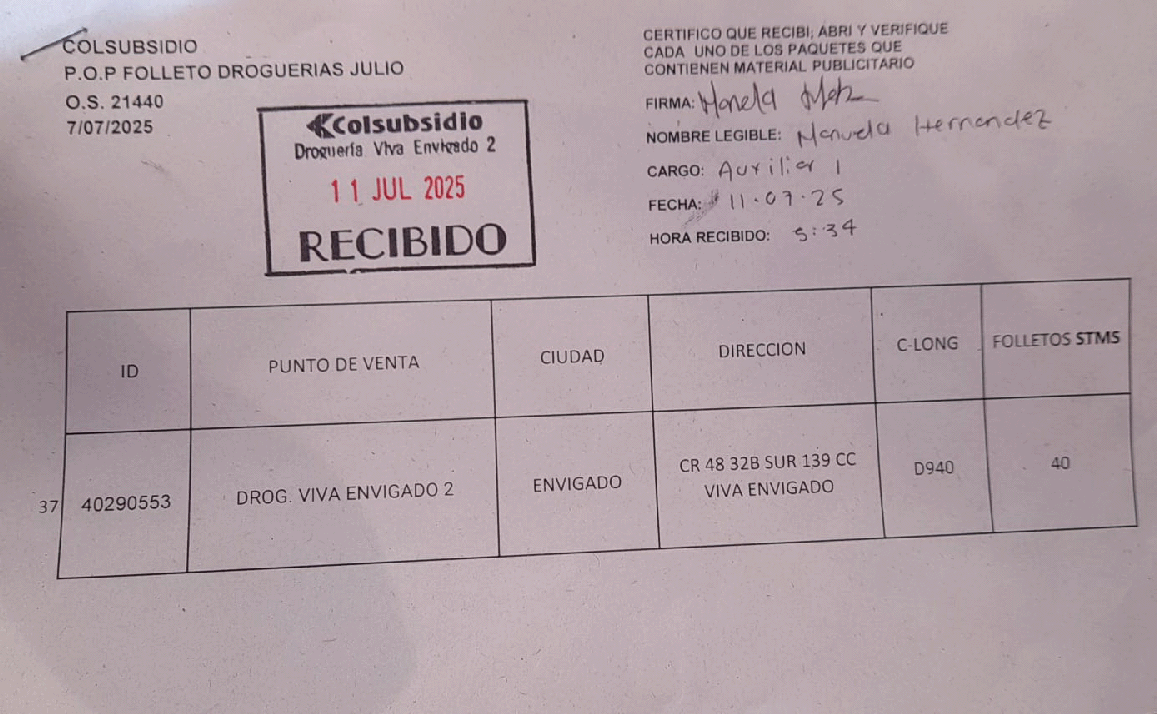 COLSUBSIDIO
P.O.P FOLLETO DROGUERIAS JULIO
O.S. 21440
7/07/2025
Colsubsidio
Droguería Viva Envigado 2
11 JUL 2025
RECIBIDO
CERTIFICO QUE RECIBI, ABRI Y VERIFIQUE
CADA UNO DE LOS PAQUETES QUE
CONTIENEN MATERIAL PUBLICITARIO
FIRMA:
NOMBRE LEGIBLE: Manuela Hernandez
CARGO: Auxiliar 1
FECHA: 11.07.25
HORA RECIBIDO: :34
ID PUNTO DE VENTA CIUDAD DIRECCION C-LONG FOLLETOS STMS
37 40290553 DROG. VIVA ENVIGADO 2 ENVIGADO CR 48 32B SUR 139 CC D940 40
VIVA ENVIGADO